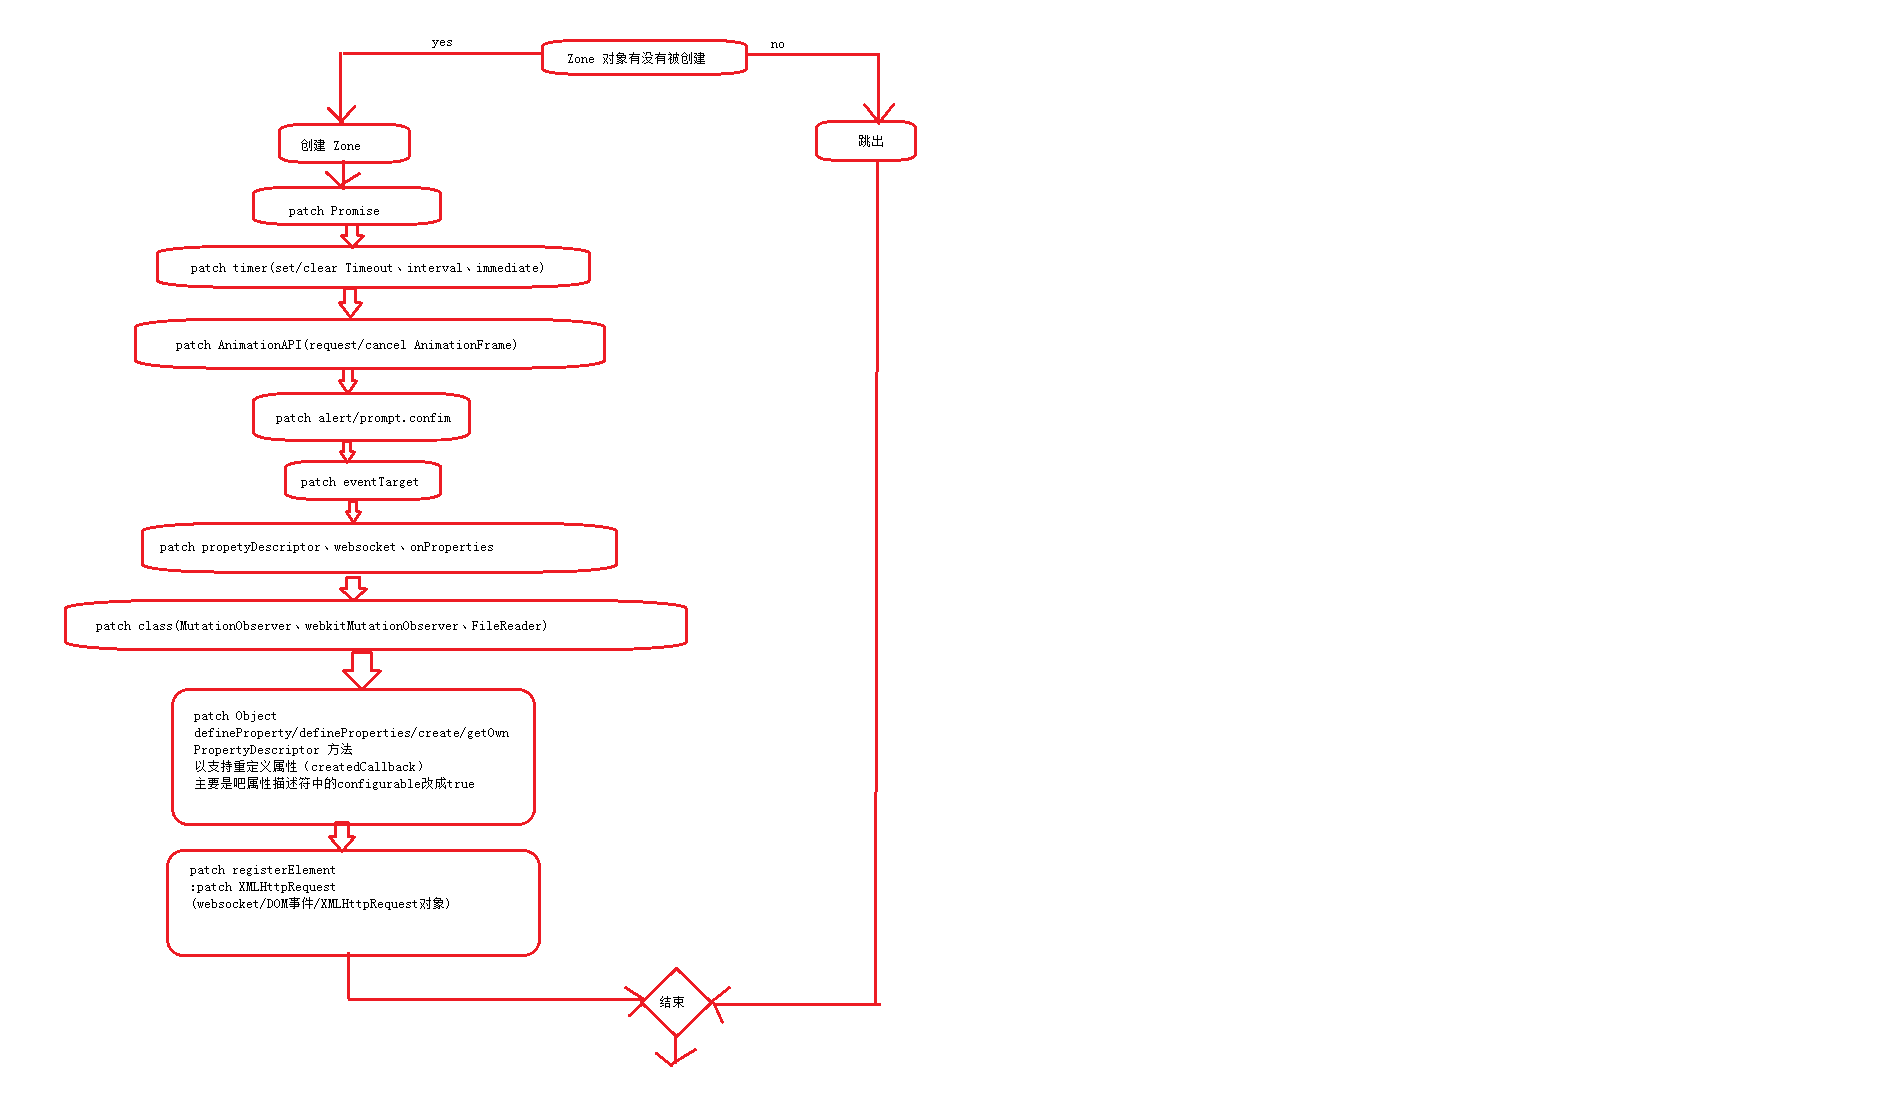 yes
no
Zone 对象有没有被创建
创建 Zone
跳出
patch Promise
patch timer(set/clear Timeout、interval、immediate)
patch AnimationAPI(request/cancel AnimationFrame)
patch alert/prompt.confim
patch eventTarget
patch propetyDescriptor、websocket、onProperties
patch class(MutationObserver、webkitMutationObserver、FileReader)
patch Object
defineProperty/defineProperties/create/getOwn
PropertyDescriptor 方法
以支持重定义属性（createdCallback）
主要是吧属性描述符中的configurable改成true
patch registerElement
:patch XMLHttpRequest
(websocket/DOM事件/XMLHttpRequest对象)
结束